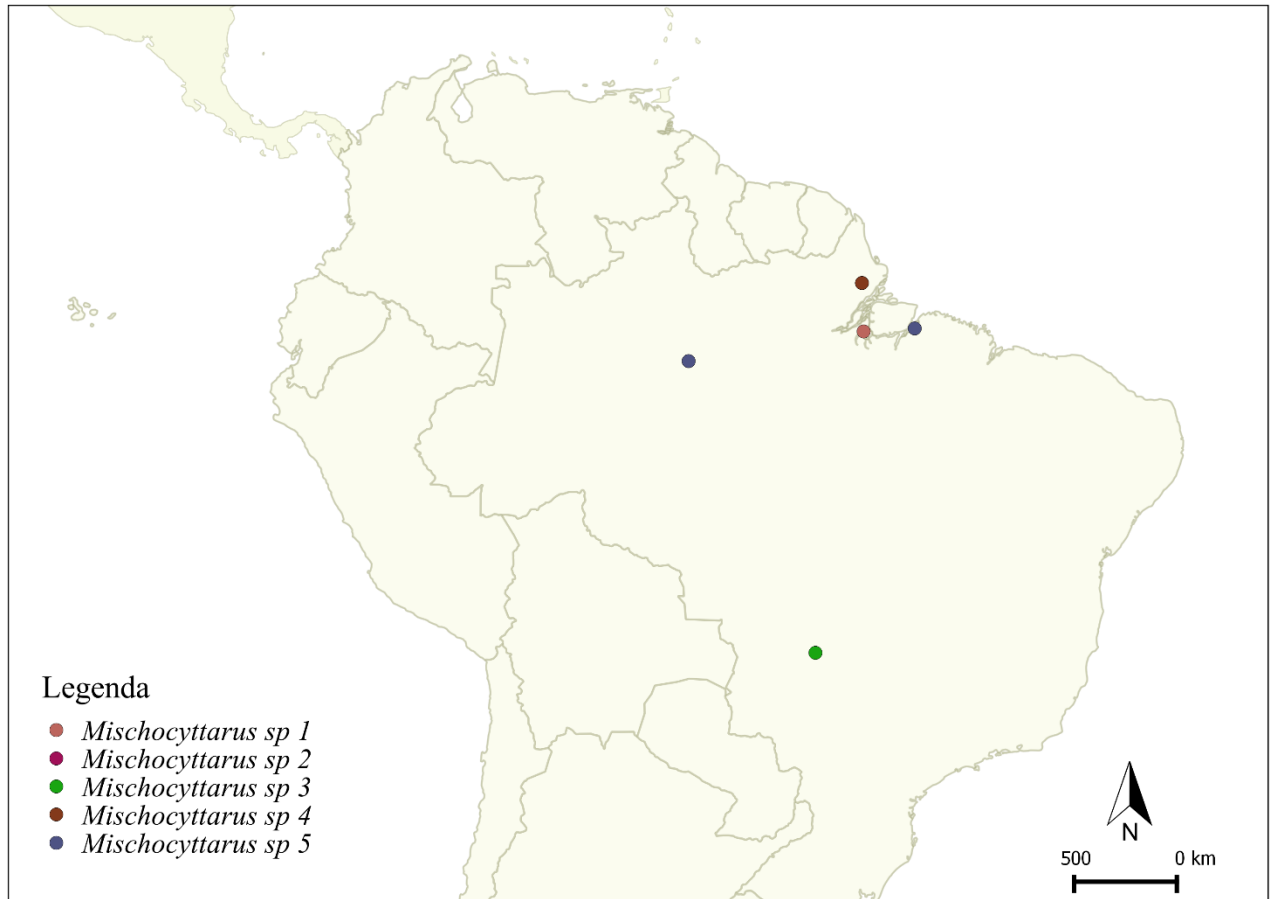 Legenda
Mischocyttarus sp 1
Mischocyttarus sp 2
Mischocyttarus sp 3
Mischocyttarus sp 4
Mischocyttarus sp 5
N
500 0 km